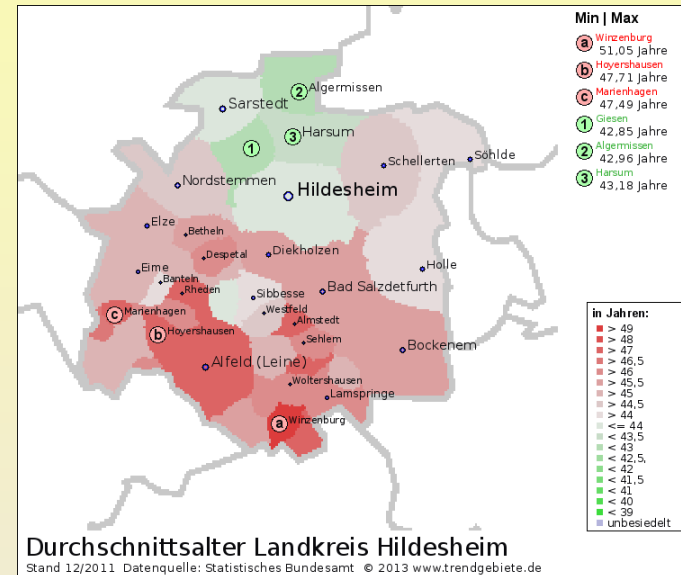 Min | Max
a Winzenburg
51,05 Jahre
b Hoyershausen
47,71 Jahre
c Marienhagen
47,49 Jahre
1 Giesen
42,85 Jahre
2 Algermissen
42,96 Jahre
3 Harsum
43,18 Jahre
2 Algermissen
Sarstedt
3 Harsum
1
Söhlde
Schellerten
Nordstemmen
Hildesheim
Elze
Betheln
Despetal
Diekholzen
Eime
Holle
Banteln
Rheden
Sibbesse
Bad Salzdetfurth
c Marienhagen
Westfeld
Almstedt
b Hoyershausen
Sehlem
Bockenem
Alfeld (Leine)
Woltershausen
Lamspringe
a Winzenburg
in Jahren:
> 49
> 48
> 47
> 46,5
> 46
> 45,5
> 45
> 44,5
> 44
<= 44
< 43,5
< 43
< 42,5,
< 42
< 41,5
< 41
< 40
< 39
unbesiedelt
Durchschnittsalter Landkreis Hildesheim
Stand 12/2011 Datenquelle: Statistisches Bundesamt © 2013 www.trendgebiete.de